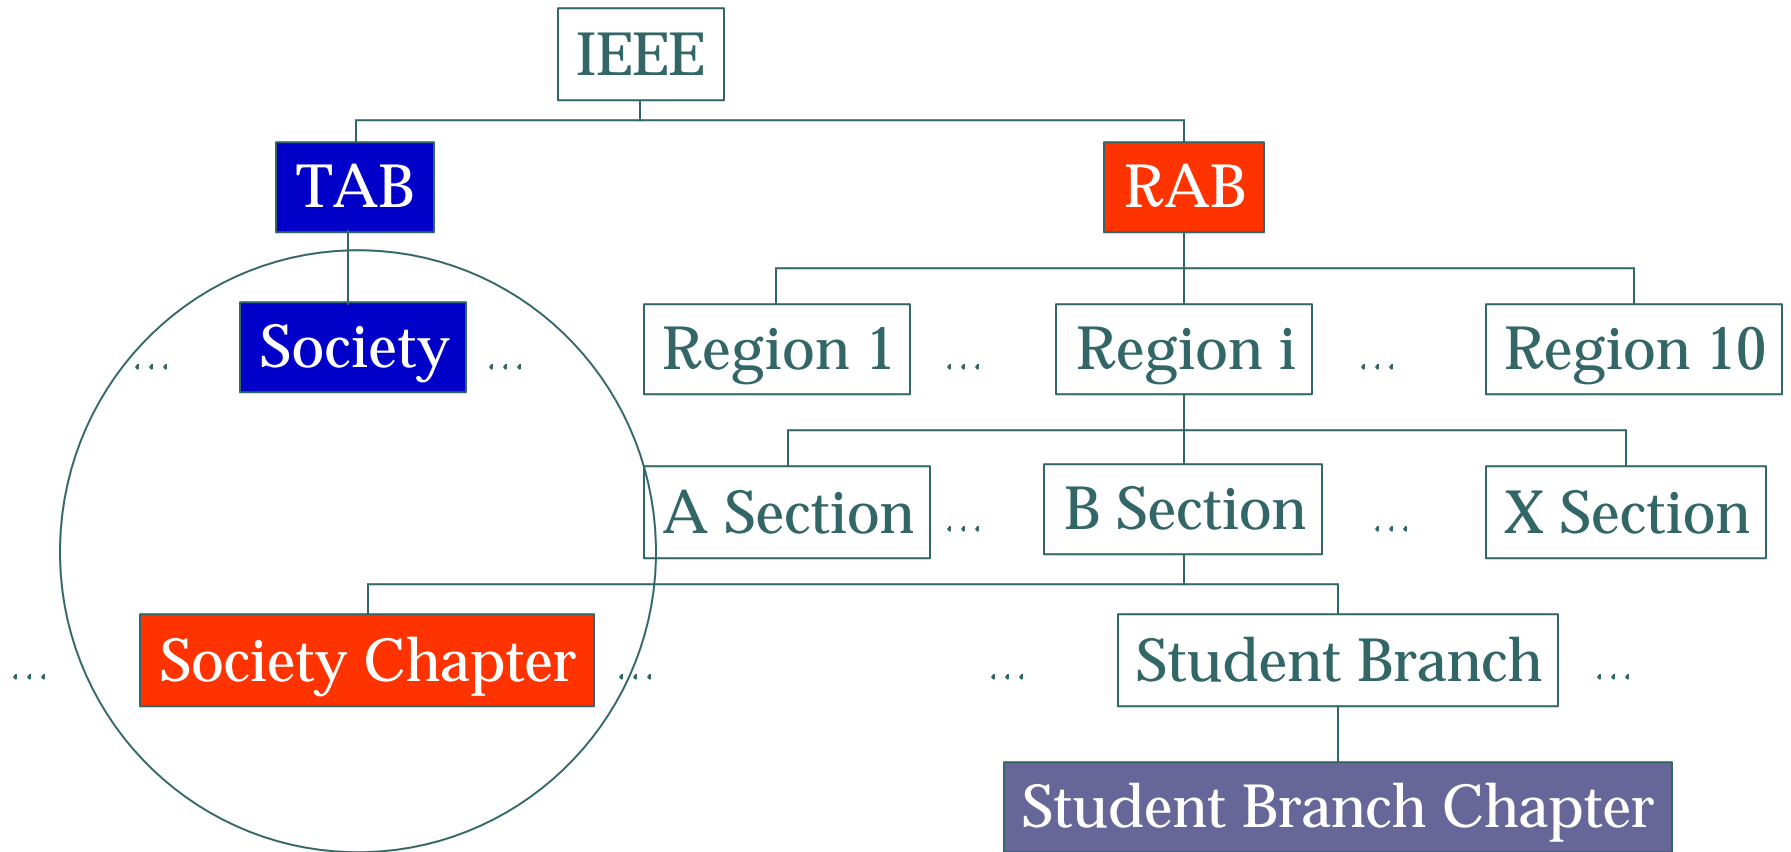 IEEE
TAB
RAB
... Society ... Region 1 ... Region i ... Region 10
A Section ... B Section ... X Section
... Society Chapter ... ... Student Branch ...
Student Branch Chapter